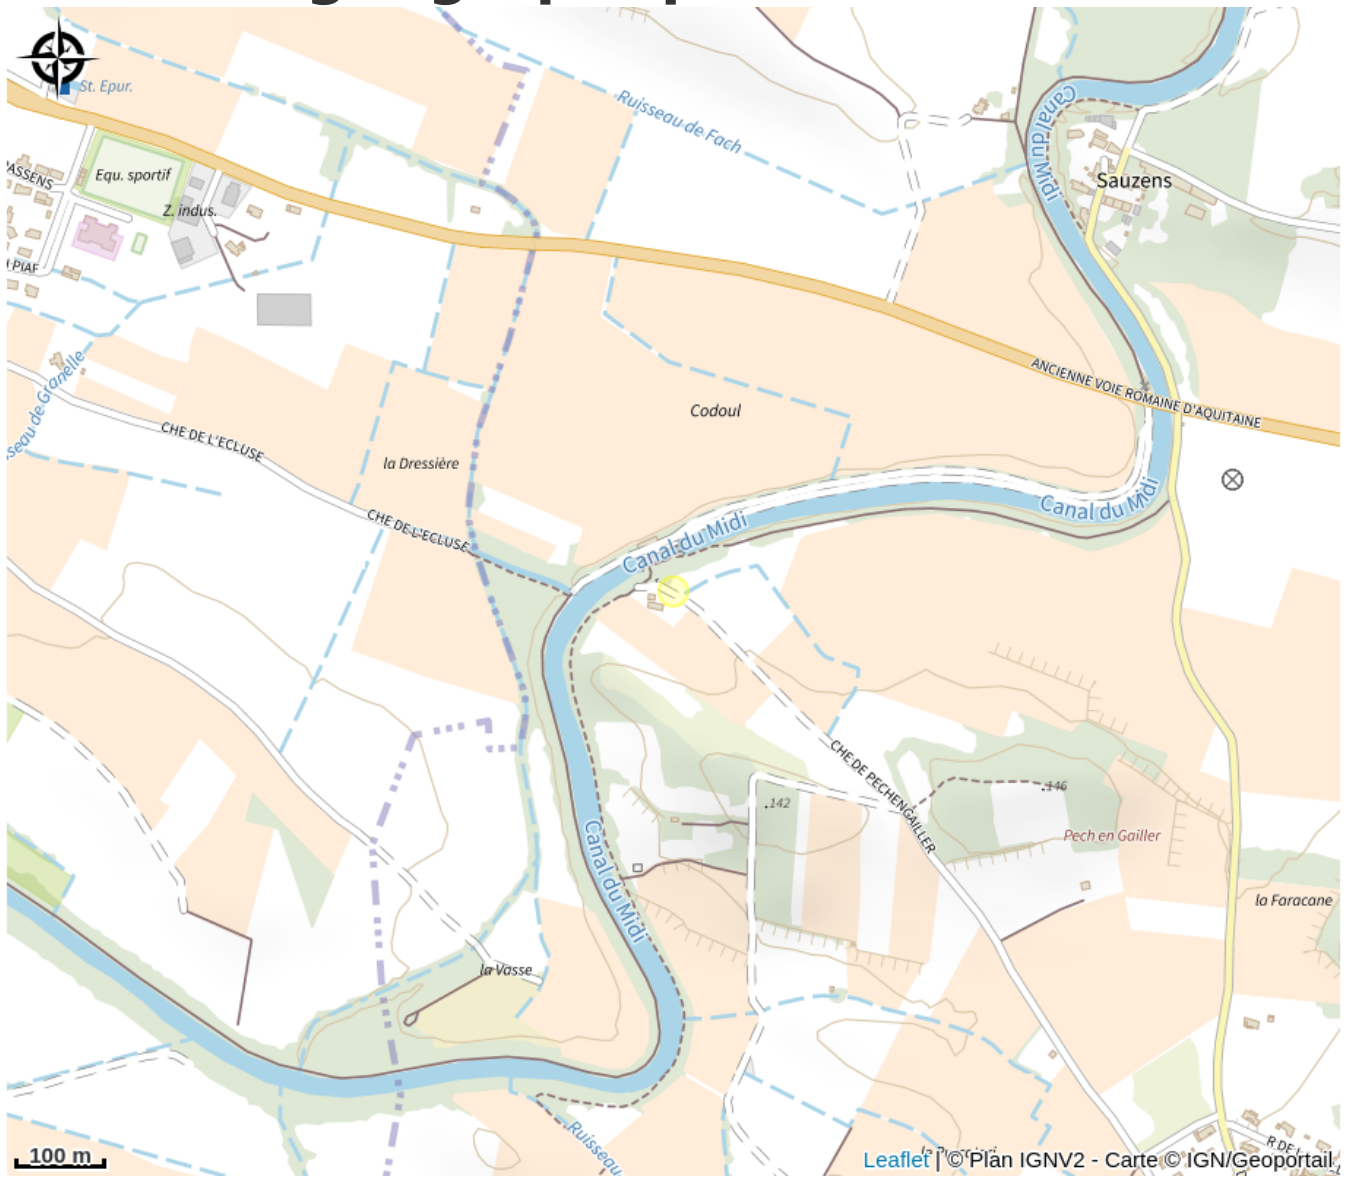 St. Epur.
Ruisseau de Fach
Canal du Midi
Sauzens
PASSENS
Equ. sportif
Z. indus.
PIAF
sseau de Granelle
ANCIENNE VOIE ROMAINE D'AQUITAINE
Codoul
CHE DE L'ECLUSE
la Dressière
CHE DE L'ECLUSE
Canal du Midi
Canal du Midi
CHE DE PECHENGAILLER
.146
.142
Pech en Gailler
Canal du Midi
la Faracane
la Vasse
Ruisseau
R DE
100 m
Leaflet | © Plan IGNV2 - Carte © IGN/Geoportail